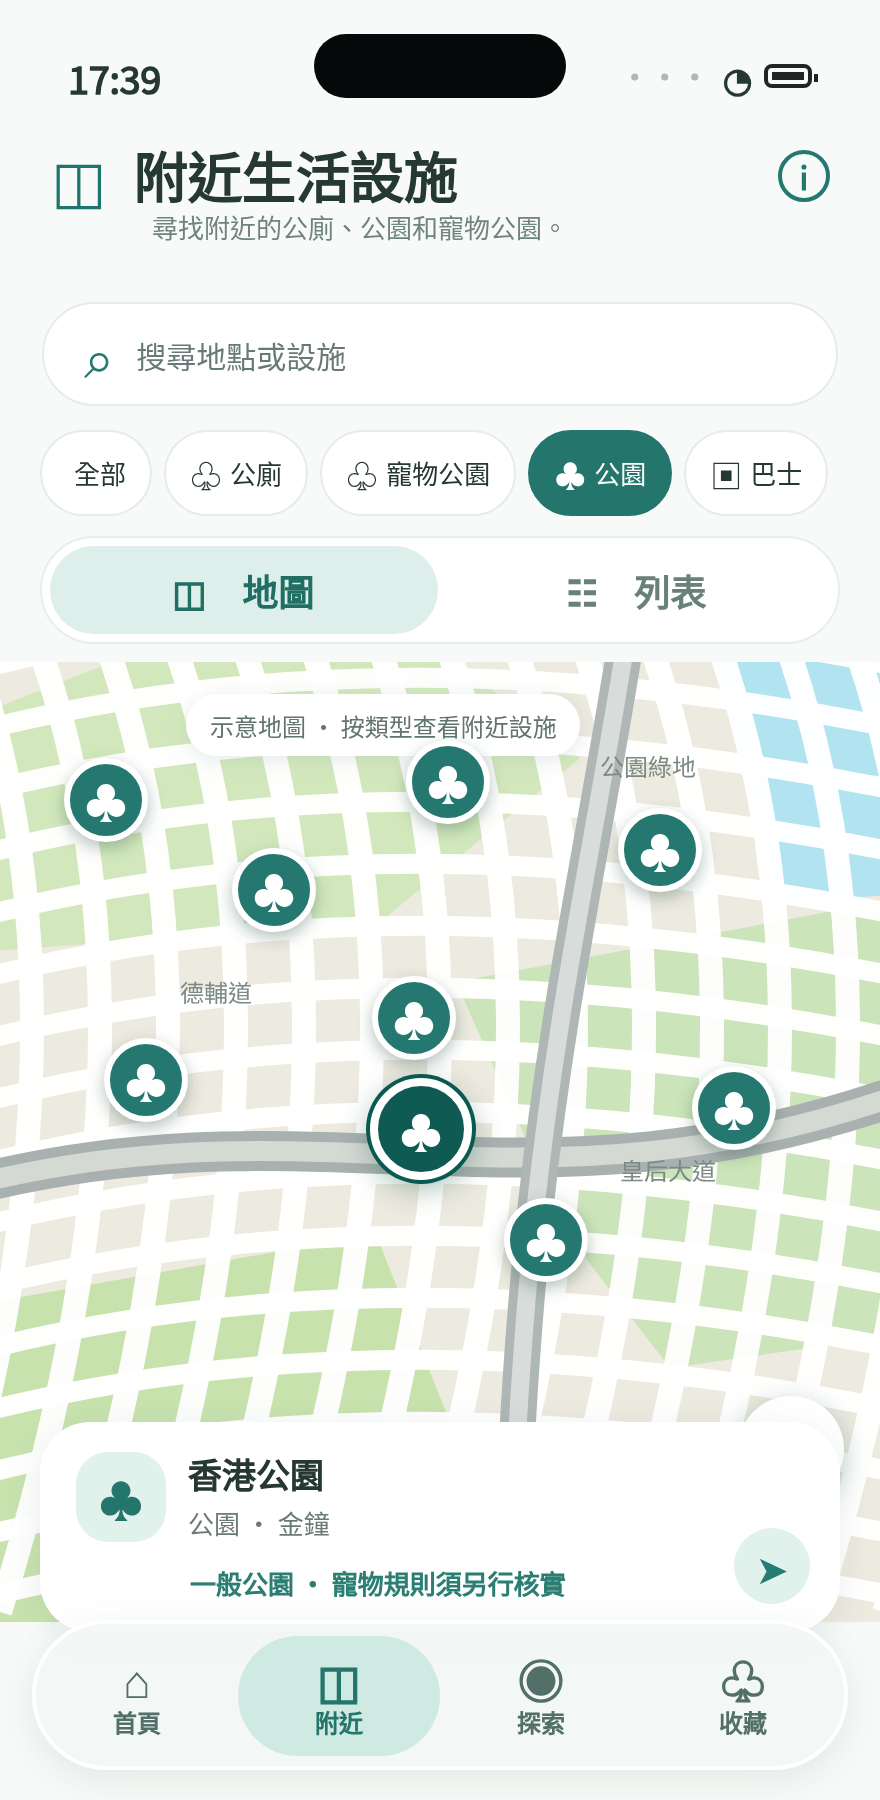 17:39
附近生活設施
尋找附近的公廁、公園和寵物公園。
搜尋地點或設施
全部 公廁 寵物公園 公園 巴士
地圖 列表
示意地圖 • 按類型查看附近設施
公園綠地
德輔道
皇后大道
香港公園
公園 • 金鐘
一般公園 • 寵物規則須另行核實
首頁 附近 探索 收藏